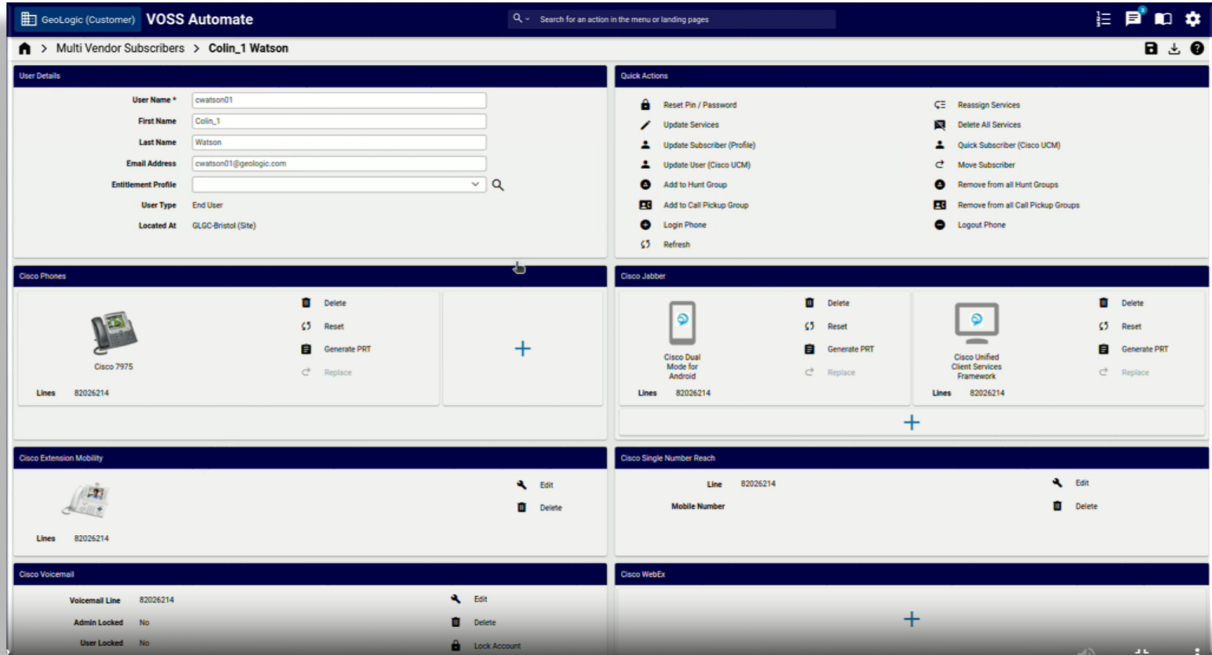 GeoLogic (Customer) VOSS Automate Search for an action in the menu or landing pages
> Multi Vendor Subscribers > Colin_1 Watson
User Details
User Name * cwatson01
First Name Colin_1
Last Name Watson
Email Address cwatson01@geologic.com
Entitlement Profile
User Type End User
Located At GLGC-Bristol (Site)
Quick Actions
Reset Pin / Password Reassign Services
Update Services Delete All Services
Update Subscriber (Profile) Quick Subscriber (Cisco UCM)
Update User (Cisco UCM) Move Subscriber
Add to Hunt Group Remove from all Hunt Groups
Add to Call Pickup Group Remove from all Call Pickup Groups
Login Phone Logout Phone
Refresh
Cisco Phones
Cisco 7975
Delete
Reset
Generate PRT
Replace
Lines 82026214
Cisco Jabber
Cisco Dual
Mode for
Android
Delete
Reset
Generate PRT
Replace
Lines 82026214
Cisco Unified
Client Services
Framework
Delete
Reset
Generate PRT
Replace
Lines 82026214
Cisco Extension Mobility
Edit
Delete
Lines 82026214
Cisco Single Number Reach
Line 82026214 Edit
Mobile Number Delete
Cisco Voicemail
Voicemail Line 82026214 Edit
Admin Locked No Delete
User Locked No Lock Account
Cisco WebEx